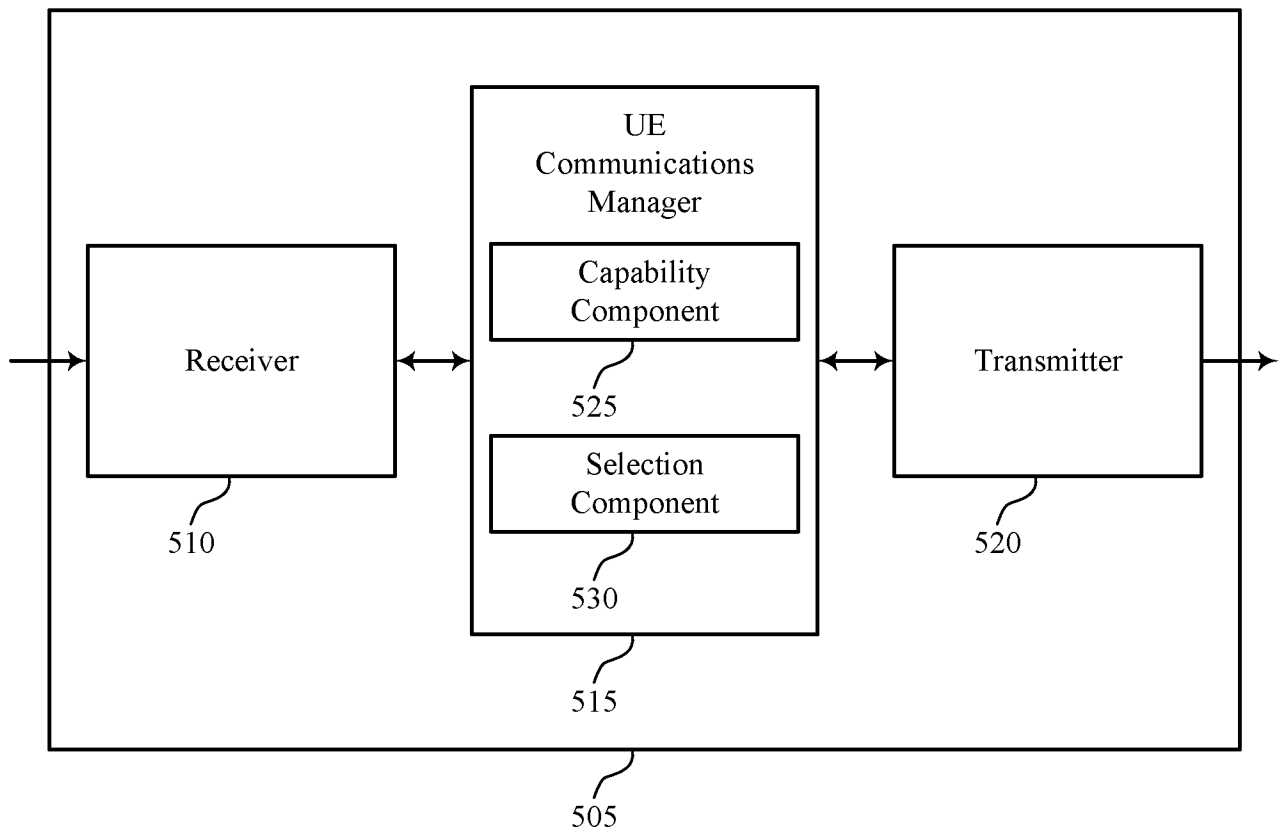 UE
Communications
Manager
Receiver
510
Capability
Component
525
Selection
Component
530
515
Transmitter
520
505